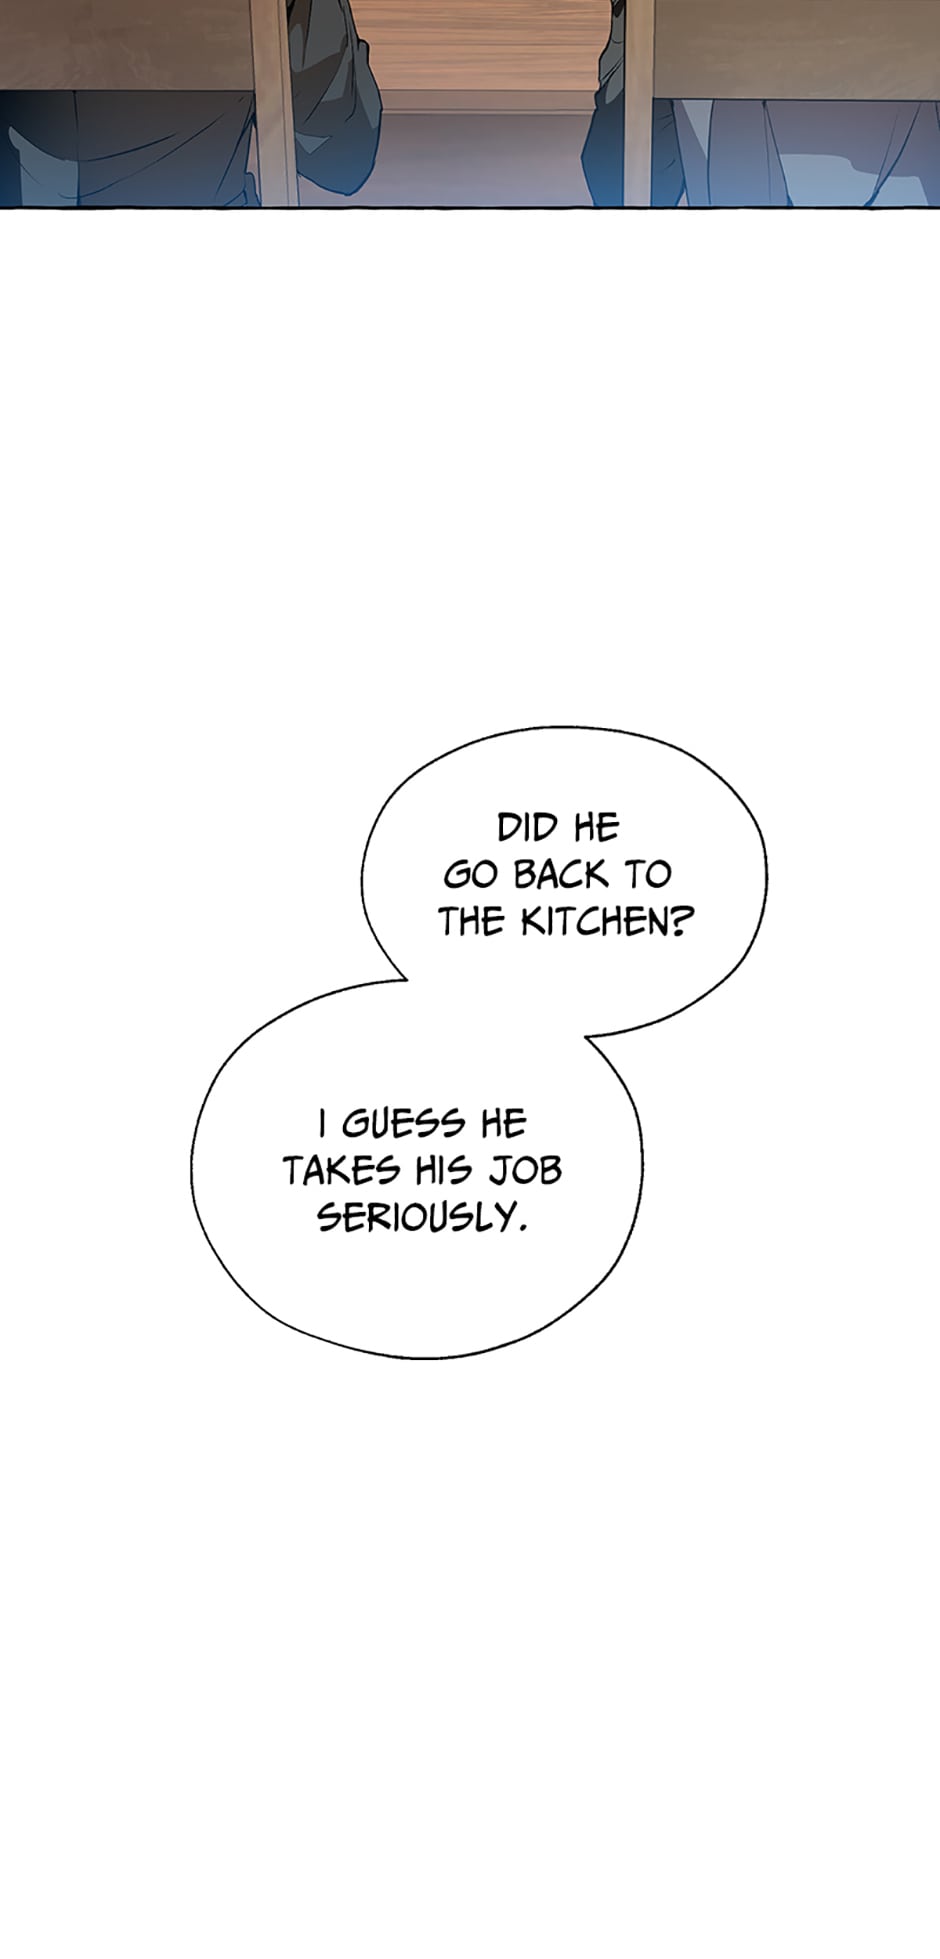 DID HE
GO BACK TO
THE KITCHEN?
I GUESS HE
TAKES HIS JOB
SERIOUSLY.